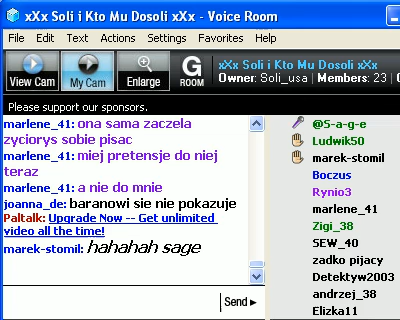 xXx Soli i Kto Mu Dosoli xXx - Voice Room
File Edit Text Actions Settings Favorites Help
View Cam My Cam Enlarge G ROOM
xXx Soli i Kto Mu Dosoli xXx
Owner: Soli_usa | Members: 23 |
Please support our sponsors.
marlene_41: ona sama zaczela
zyciorys sobie pisac
marlene_41: miej pretensje do niej
teraz
marlene_41: a nie do mnie
joanna_de: baranowi sie nie pokazuje
Paltalk: Upgrade Now -- Get unlimited
video all the time!
marek-stomil: hahahah sage
Send
@S-a-g-e
Ludwik50
marek-stomil
Boczus
Rynio3
marlene_41
Zigi_38
SEW_40
zadko pijacy
Detektyw2003
andrzej_38
Elizka11